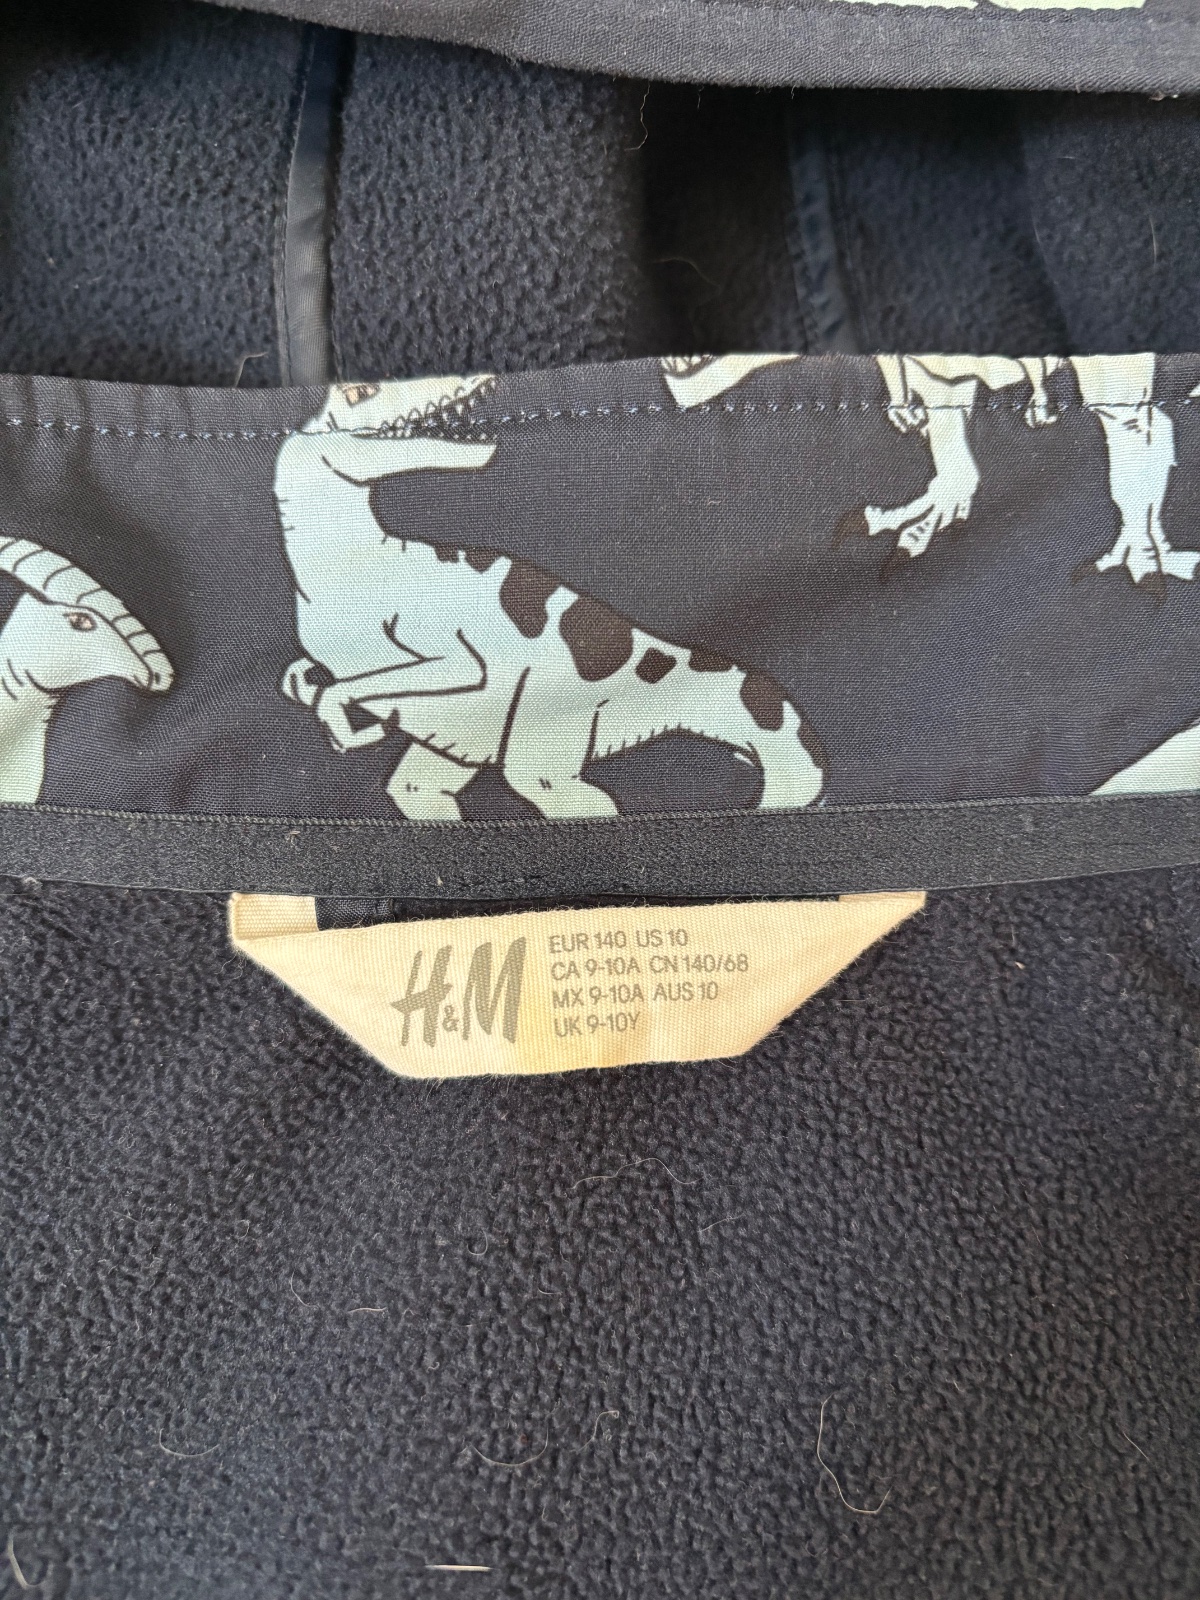 H&M
EUR 140 US 10
CA 9-10A CN 140/68
MX 9-10A AUS 10
UK 9-10Y